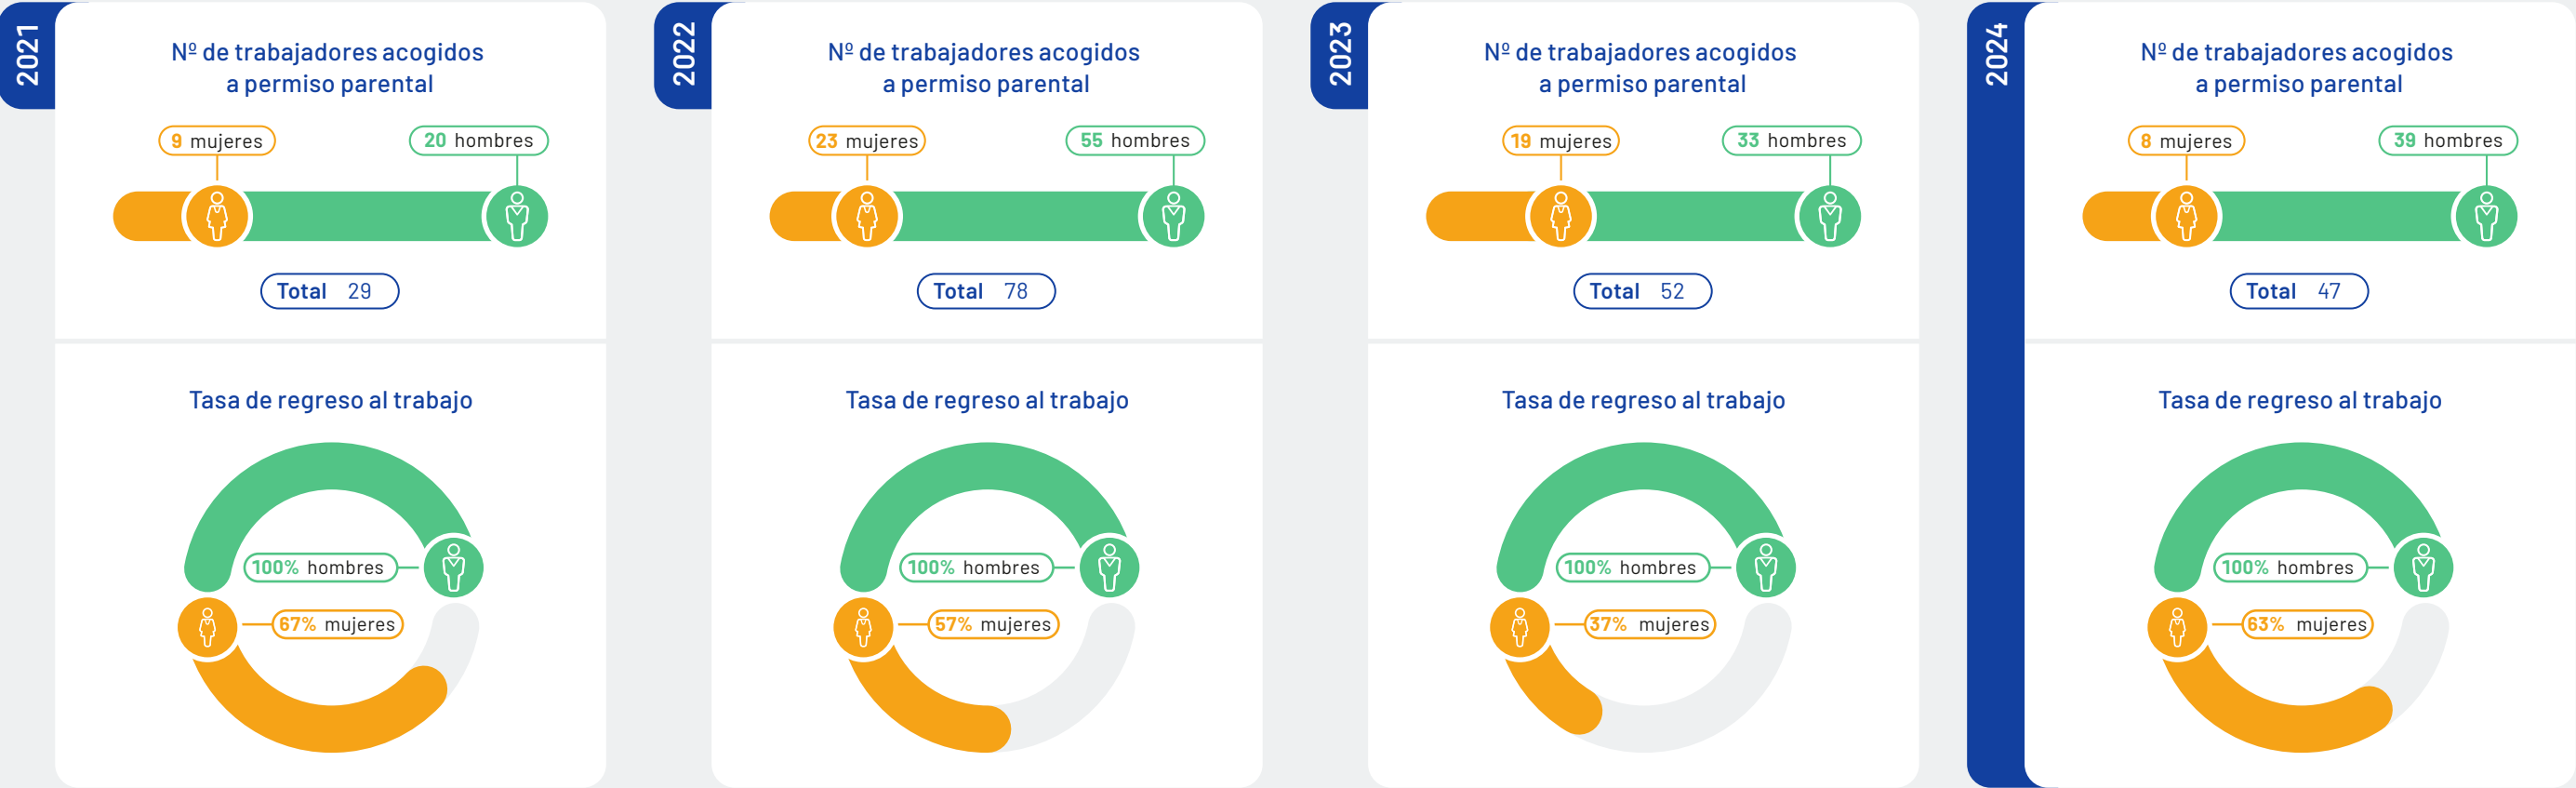 2021
Nº de trabajadores acogidos
a permiso parental
9 mujeres
20 hombres
Total 29
Tasa de regreso al trabajo
100% hombres
67% mujeres
2022
Nº de trabajadores acogidos
a permiso parental
23 mujeres
55 hombres
Total 78
Tasa de regreso al trabajo
100% hombres
57% mujeres
2023
Nº de trabajadores acogidos
a permiso parental
19 mujeres
33 hombres
Total 52
Tasa de regreso al trabajo
100% hombres
37% mujeres
2024
Nº de trabajadores acogidos
a permiso parental
8 mujeres
39 hombres
Total 47
Tasa de regreso al trabajo
100% hombres
63% mujeres